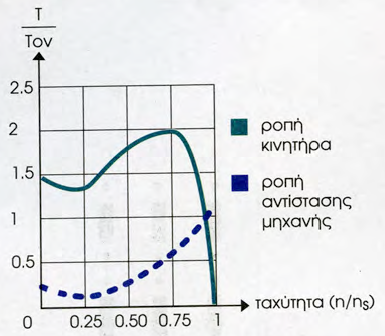 T
Τον
2.5
2
1.5
1
0.5
0
0.25
0.50
0.75
1
ταχύτητα (n/ns)
ροπή
κινητήρα
ροπή
αντίστασης
μηχανής